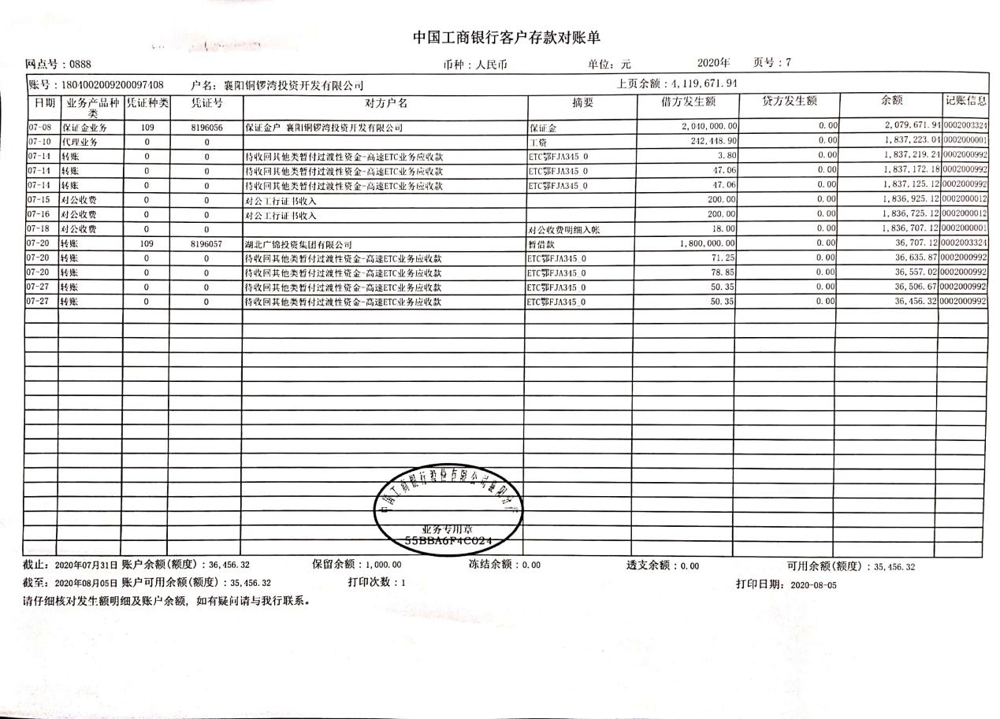 中国工商银行客户存款对账单
网点号：0888 币种：人民币 单位：元 2020年 页号：7
账号：1804002009200097408 户名：襄阳铜锣湾投资开发有限公司 上页余额：4,119,671.94
日期 业务产品种类 凭证种类 凭证号 对方户名 摘要 借方发生额 贷方发生额 余额 记账信息
07-08 保证金业务 109 8196056 保证金户 襄阳铜锣湾投资开发有限公司 保证金 2,040,000.00 0.00 2,079,671.94 0002003324
07-10 代理业务 0 0 工资 242,448.90 0.00 1,837,223.04 0002000001
07-14 转账 0 0 待收回其他类暂付过渡性资金-高速ETC业务应收款 ETC鄂FJA345_0 3.80 0.00 1,837,219.24 0002000992
07-14 转账 0 0 待收回其他类暂付过渡性资金-高速ETC业务应收款 ETC鄂FJA345_0 47.06 0.00 1,837,172.18 0002000992
07-14 转账 0 0 待收回其他类暂付过渡性资金-高速ETC业务应收款 ETC鄂FJA345_0 47.06 0.00 1,837,125.12 0002000992
07-15 对公收费 0 0 对公工行证书收入 200.00 0.00 1,836,925.12 0002000012
07-16 对公收费 0 0 对公工行证书收入 200.00 0.00 1,836,725.12 0002000012
07-18 对公收费 0 0 对公收费明细入帐 18.00 0.00 1,836,707.12 0002000001
07-20 转账 109 8196057 湖北广锦投资集团有限公司 暂借款 1,800,000.00 0.00 36,707.12 0002003324
07-20 转账 0 0 待收回其他类暂付过渡性资金-高速ETC业务应收款 ETC鄂FJA345_0 71.25 0.00 36,635.87 0002000992
07-20 转账 0 0 待收回其他类暂付过渡性资金-高速ETC业务应收款 ETC鄂FJA345_0 78.85 0.00 36,557.02 0002000992
07-27 转账 0 0 待收回其他类暂付过渡性资金-高速ETC业务应收款 ETC鄂FJA345_0 50.35 0.00 36,506.67 0002000992
07-27 转账 0 0 待收回其他类暂付过渡性资金-高速ETC业务应收款 ETC鄂FJA345_0 50.35 0.00 36,456.32 0002000992
中国工商银行股份有限公司襄阳分行
业务专用章
55BBA6F4C024
截止：2020年07月31日 账户余额(额度)：36,456.32 保留余额：1,000.00 冻结余额：0.00 透支余额：0.00 可用余额(额度)：35,456.32
截至：2020年08月05日 账户可用余额(额度)：35,456.32 打印次数：1 打印日期：2020-08-05
请仔细核对发生额明细及账户余额，如有疑问请与我行联系。